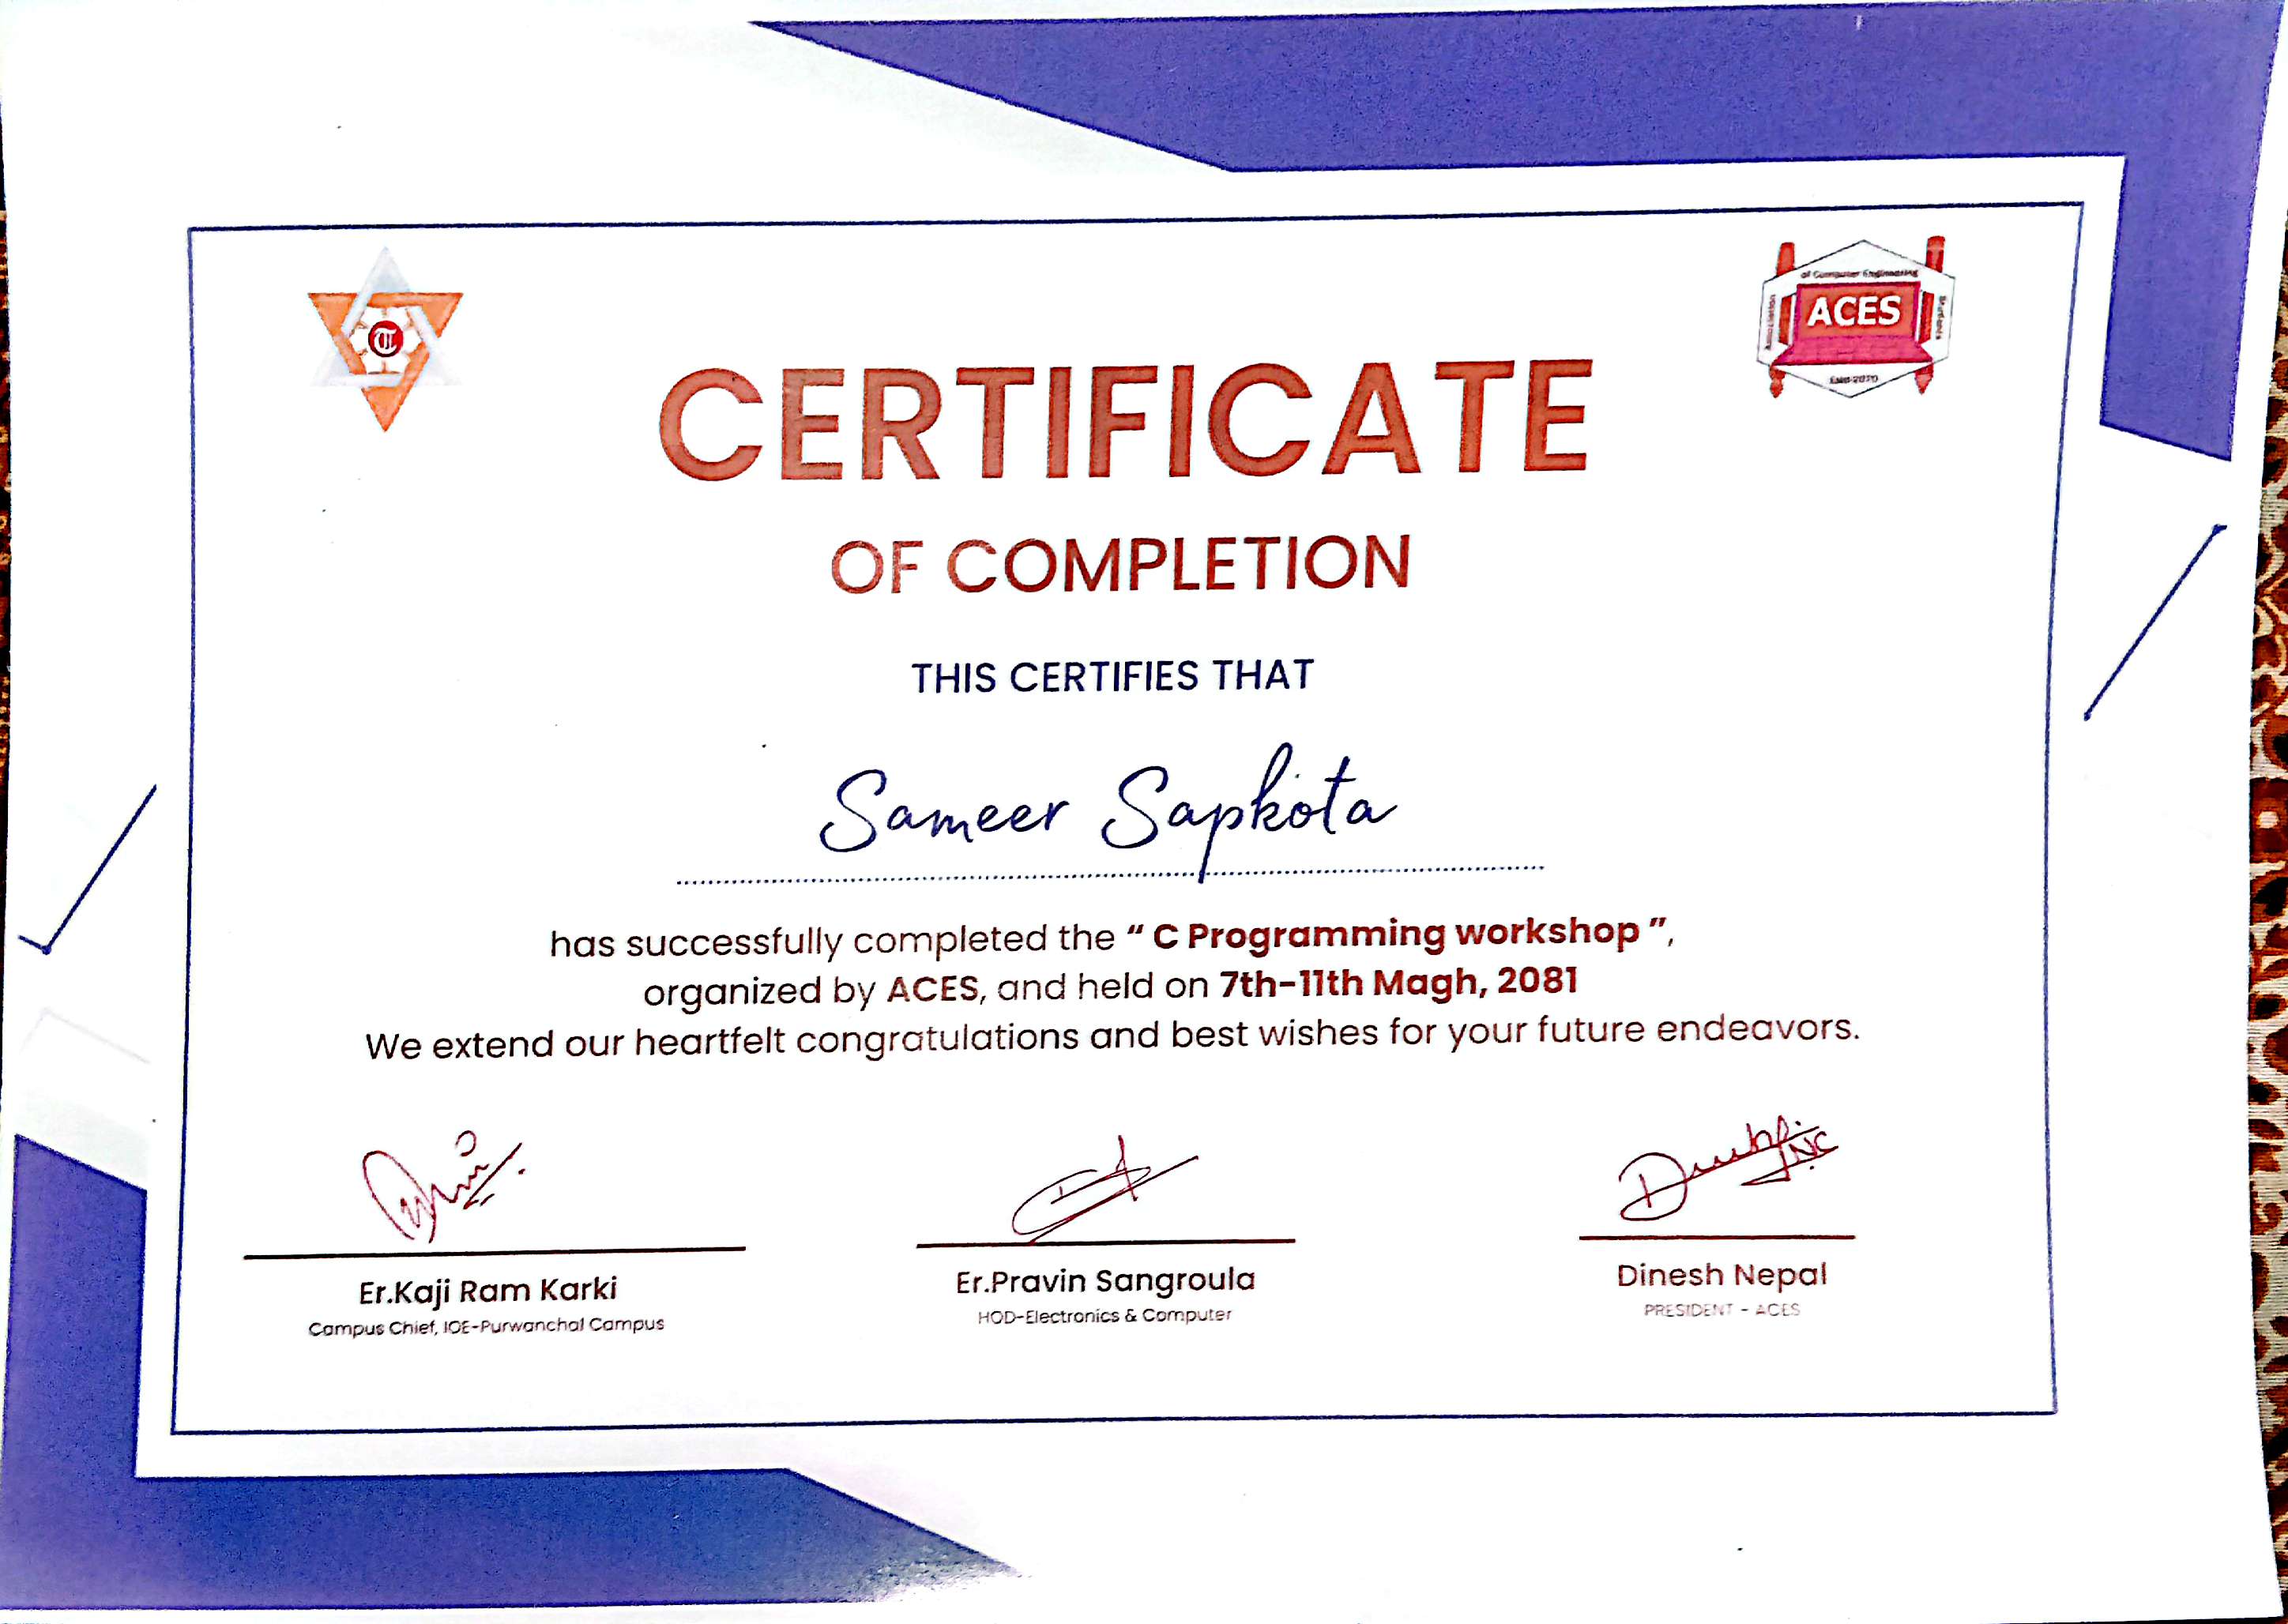 of Computer Engineering
ACES
Students
Estd-2070
CERTIFICATE
OF COMPLETION
THIS CERTIFIES THAT
Sameer Sapkota
has successfully completed the “ C Programming workshop ”,
organized by ACES, and held on 7th-11th Magh, 2081
We extend our heartfelt congratulations and best wishes for your future endeavors.
Er.Kaji Ram Karki
Campus Chief, IOE-Purwanchal Campus
Er.Pravin Sangroula
HOD-Electronics & Computer
Dinesh Nepal
PRESIDENT - ACES